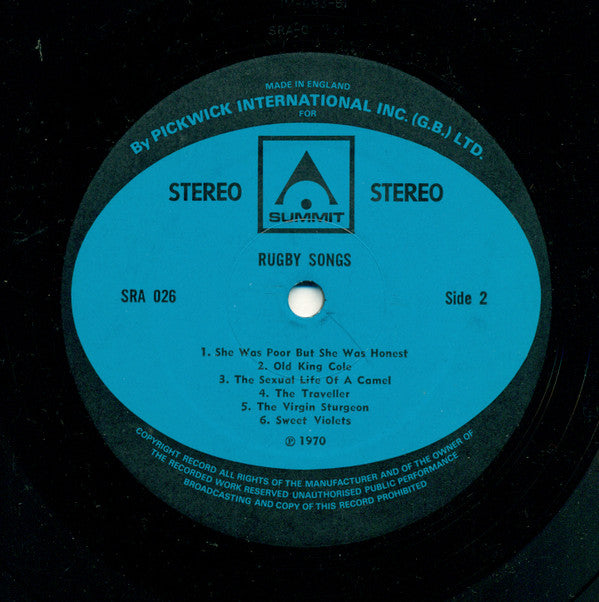 MADE IN ENGLAND
By PICKWICK INTERNATIONAL INC. (G.B.) LTD.
FOR
STEREO
SUMMIT
STEREO
RUGBY SONGS
SRA 026
Side 2
1. She Was Poor But She Was Honest
2. Old King Cole
3. The Sexual Life Of A Camel
4. The Traveller
5. The Virgin Sturgeon
6. Sweet Violets
℗ 1970
COPYRIGHT RECORD ALL RIGHTS OF THE MANUFACTURER AND OF THE OWNER OF
THE RECORDED WORK RESERVED UNAUTHORISED PUBLIC PERFORMANCE
BROADCASTING AND COPY OF THIS RECORD PROHIBITED